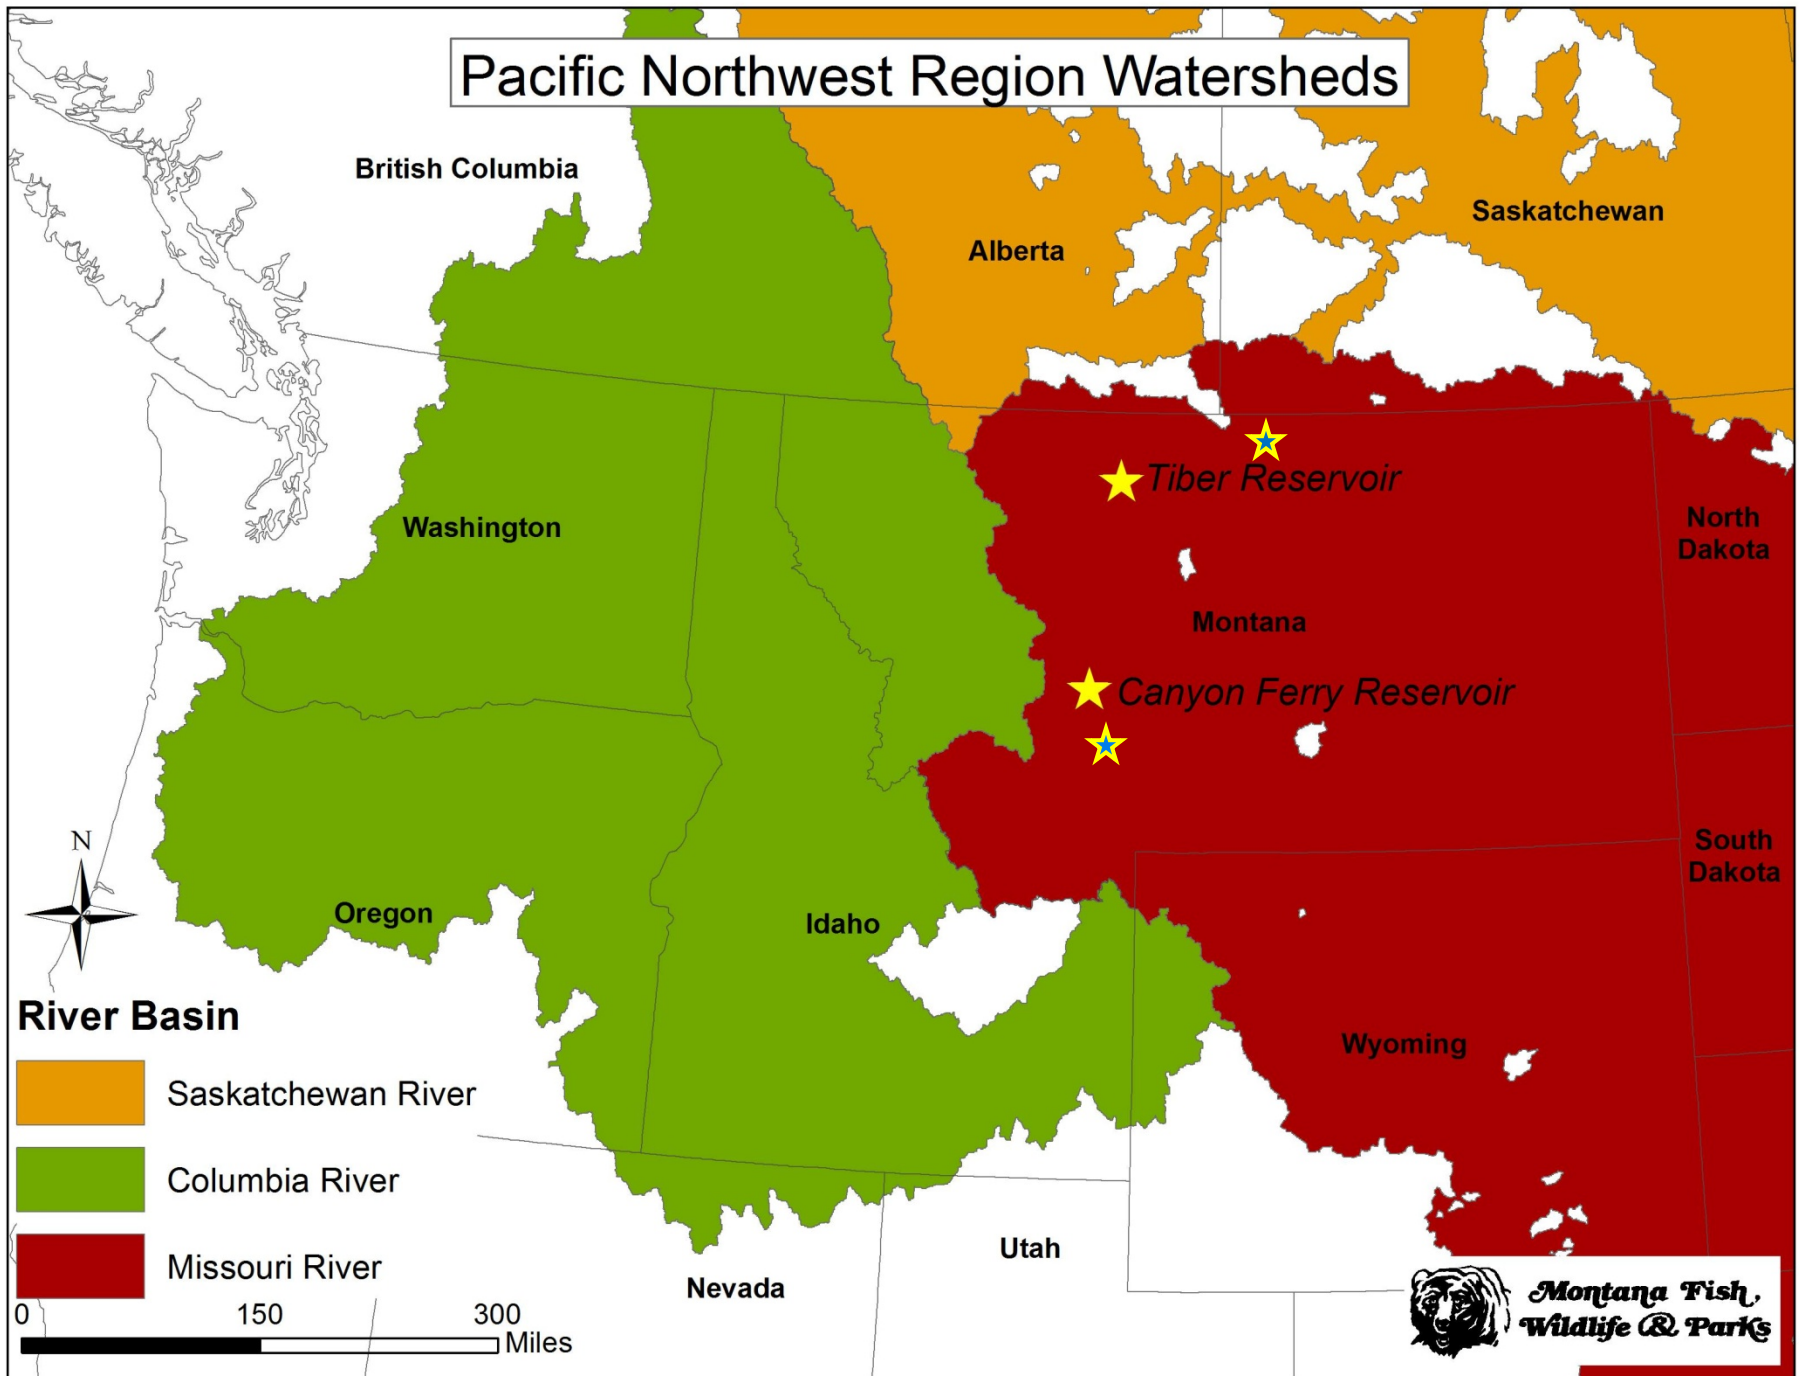 Pacific Northwest Region Watersheds
British Columbia
Saskatchewan
Alberta
Tiber Reservoir
Washington
North
Dakota
Montana
Canyon Ferry Reservoir
N
South
Dakota
Oregon
Idaho
River Basin
Wyoming
Saskatchewan River
Columbia River
Utah
Missouri River
Nevada
0 150 300
Miles
Montana Fish,
Wildlife & Parks